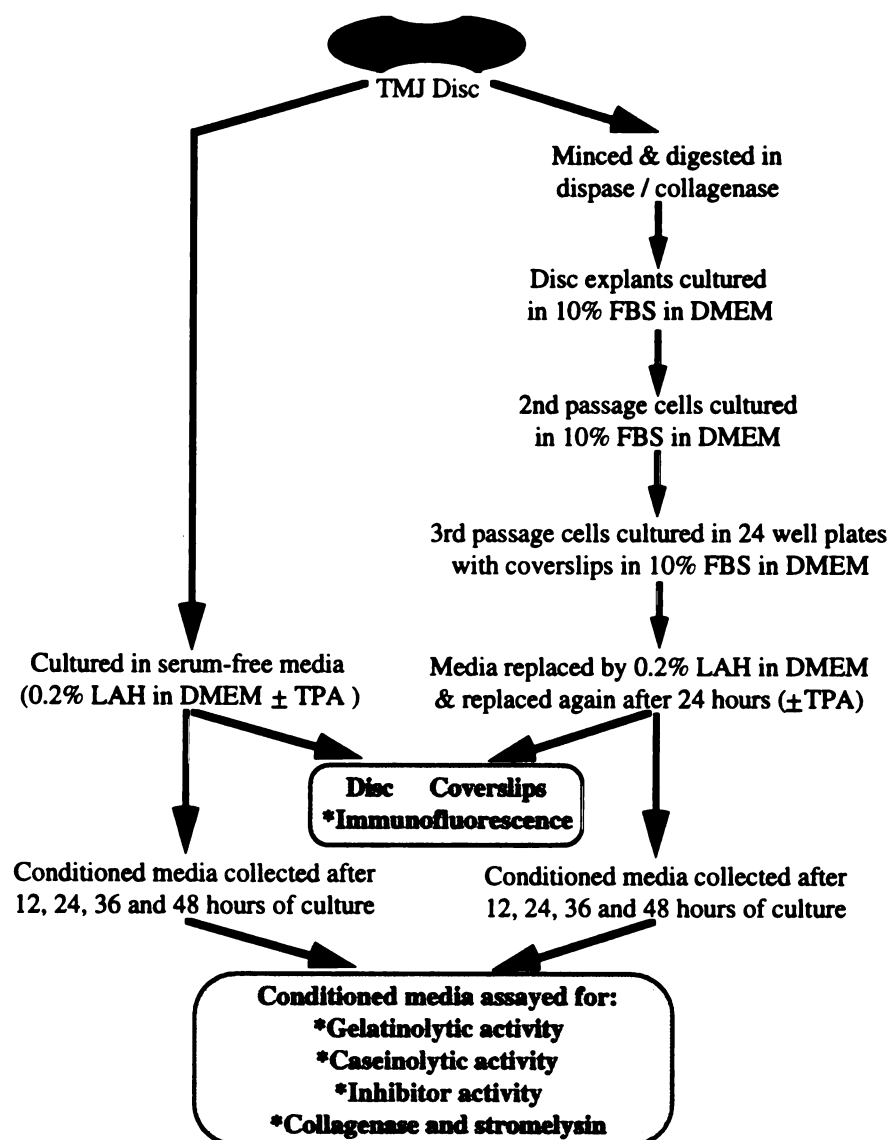 TMJ Disc
Minced & digested in
dispase / collagenase
Disc explants cultured
in 10% FBS in DMEM
2nd passage cells cultured
in 10% FBS in DMEM
3rd passage cells cultured in 24 well plates
with coverslips in 10% FBS in DMEM
Cultured in serum-free media
(0.2% LAH in DMEM ± TPA )
Media replaced by 0.2% LAH in DMEM
& replaced again after 24 hours (±TPA)
Disc Coverslips
*Immunofluorescence
Conditioned media collected after
12, 24, 36 and 48 hours of culture
Conditioned media collected after
12, 24, 36 and 48 hours of culture
Conditioned media assayed for:
*Gelatinolytic activity
*Caseinolytic activity
*Inhibitor activity
*Collagenase and stromelysin